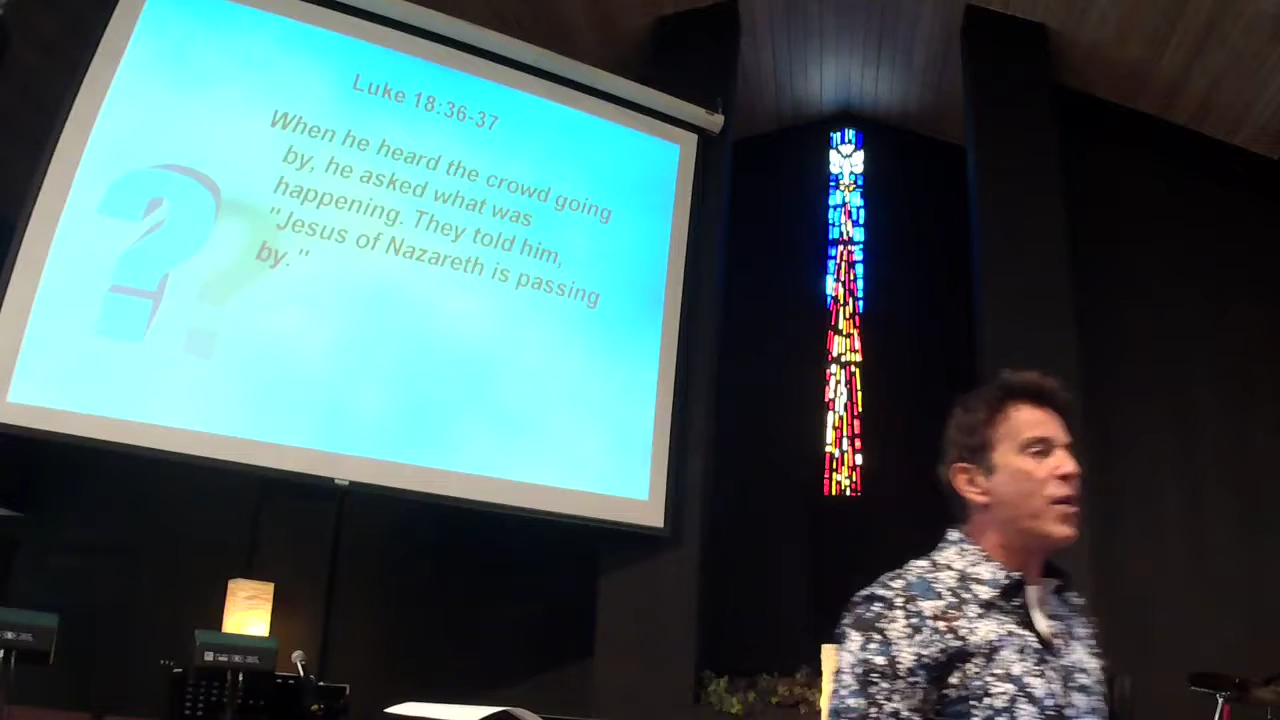 Luke 18:36-37
When he heard the crowd going
by, he asked what was
happening. They told him,
"Jesus of Nazareth is passing
by."